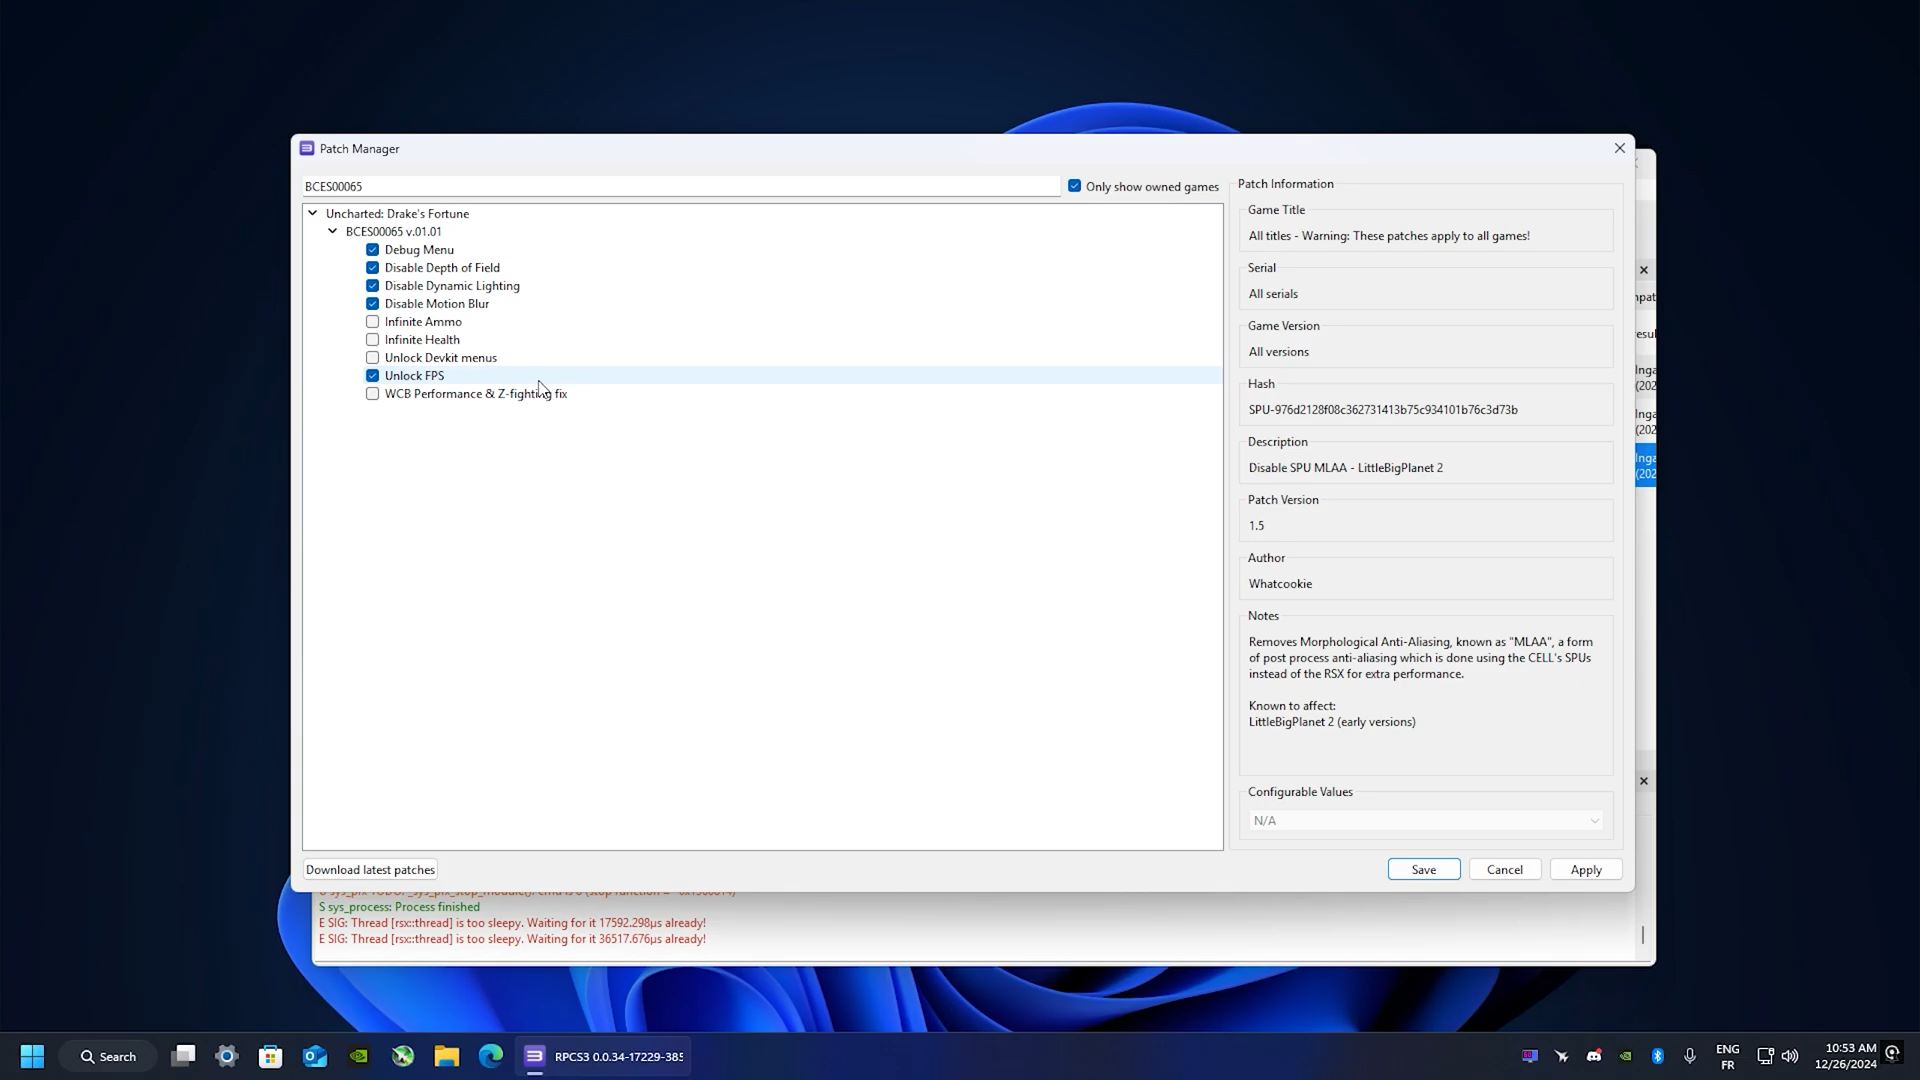 Patch Manager
BCES00065
Only show owned games
Uncharted: Drake's Fortune
BCES00065 v.01.01
Debug Menu
Disable Depth of Field
Disable Dynamic Lighting
Disable Motion Blur
Infinite Ammo
Infinite Health
Unlock Devkit menus
Unlock FPS
WCB Performance & Z-fighting fix
Patch Information
Game Title
All titles - Warning: These patches apply to all games!
Serial
All serials
Game Version
All versions
Hash
SPU-976d2128f08c362731413b75c934101b76c3d73b
Description
Disable SPU MLAA - LittleBigPlanet 2
Patch Version
1.5
Author
Whatcookie
Notes
Removes Morphological Anti-Aliasing, known as "MLAA", a form
of post process anti-aliasing which is done using the CELL's SPUs
instead of the RSX for extra performance.
Known to affect:
LittleBigPlanet 2 (early versions)
Configurable Values
N/A
Download latest patches
Save
Cancel
Apply
npat
esul
Inga
(202
Inga
(202
Inga
(202
S sys_process: Process finished
E SIG: Thread [rsx::thread] is too sleepy. Waiting for it 17592.298µs already!
E SIG: Thread [rsx::thread] is too sleepy. Waiting for it 36517.676µs already!
Search
RPCS3 0.0.34-17229-385
ENG
FR
10:53 AM
12/26/2024